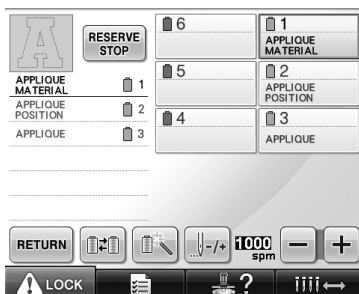 A
RESERVE
STOP
APPLIQUE
MATERIAL
1
APPLIQUE
POSITION
2
APPLIQUE
3
6
1
APPLIQUE
MATERIAL
5
2
APPLIQUE
POSITION
4
3
APPLIQUE
RETURN
-/+
1000
spm
−
+
LOCK
?